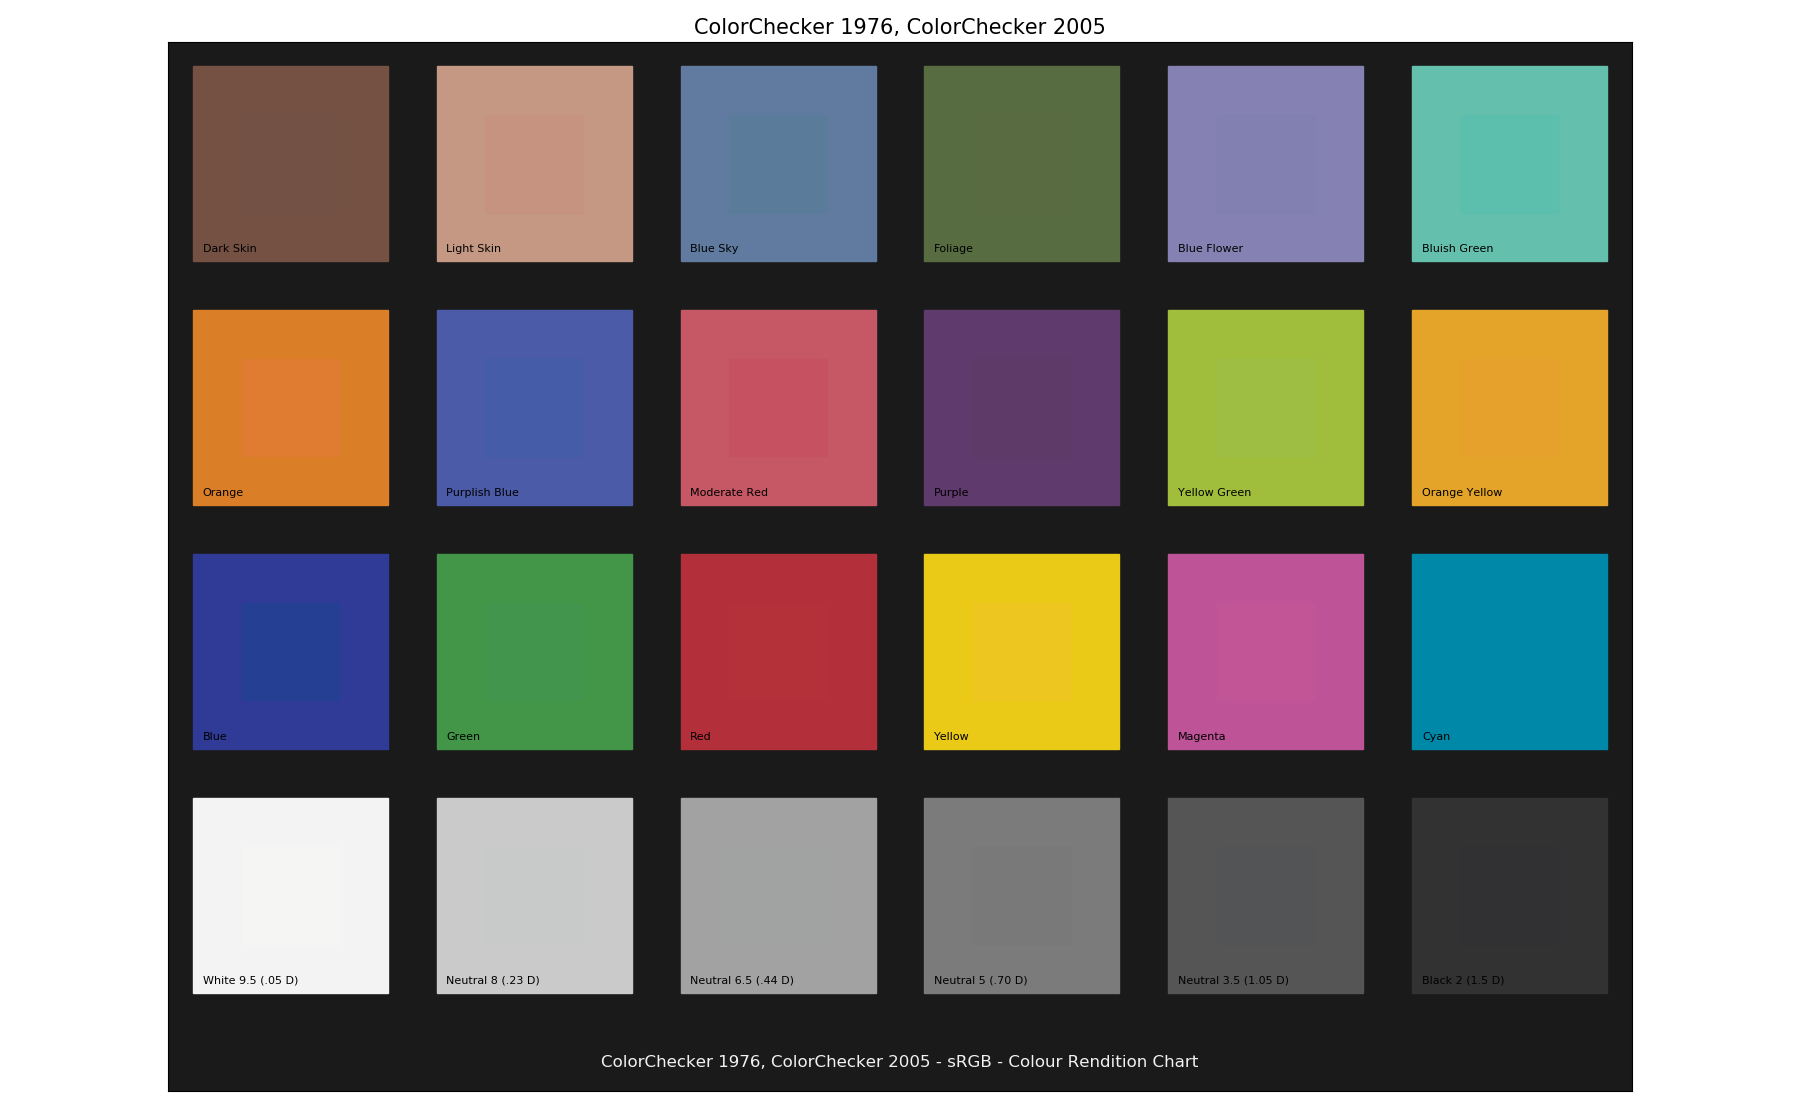 ColorChecker 1976, ColorChecker 2005
Dark Skin
Light Skin
Blue Sky
Foliage
Blue Flower
Bluish Green
Orange
Purplish Blue
Moderate Red
Purple
Yellow Green
Orange Yellow
Blue
Green
Red
Yellow
Magenta
Cyan
White 9.5 (.05 D)
Neutral 8 (.23 D)
Neutral 6.5 (.44 D)
Neutral 5 (.70 D)
Neutral 3.5 (1.05 D)
Black 2 (1.5 D)
ColorChecker 1976, ColorChecker 2005 - sRGB - Colour Rendition Chart